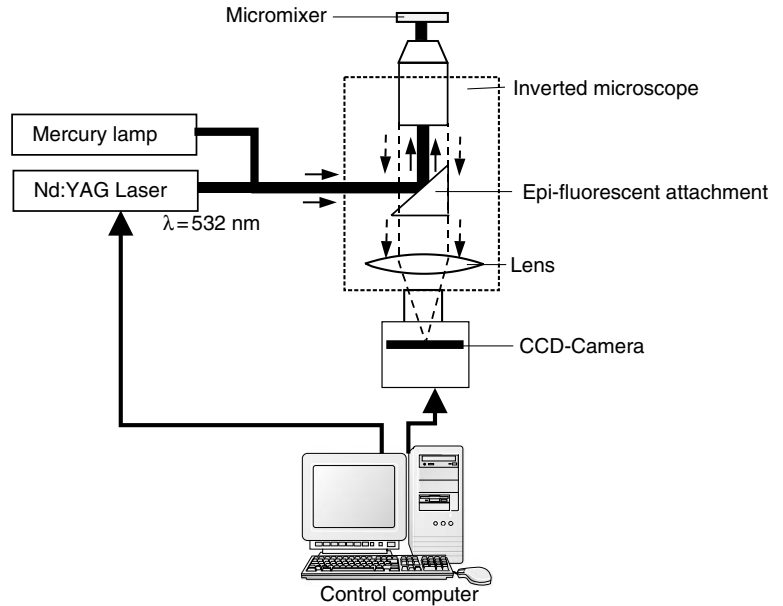 Micromixer
Inverted microscope
Mercury lamp
Nd:YAG Laser
λ=532 nm
Epi-fluorescent attachment
Lens
CCD-Camera
Control computer